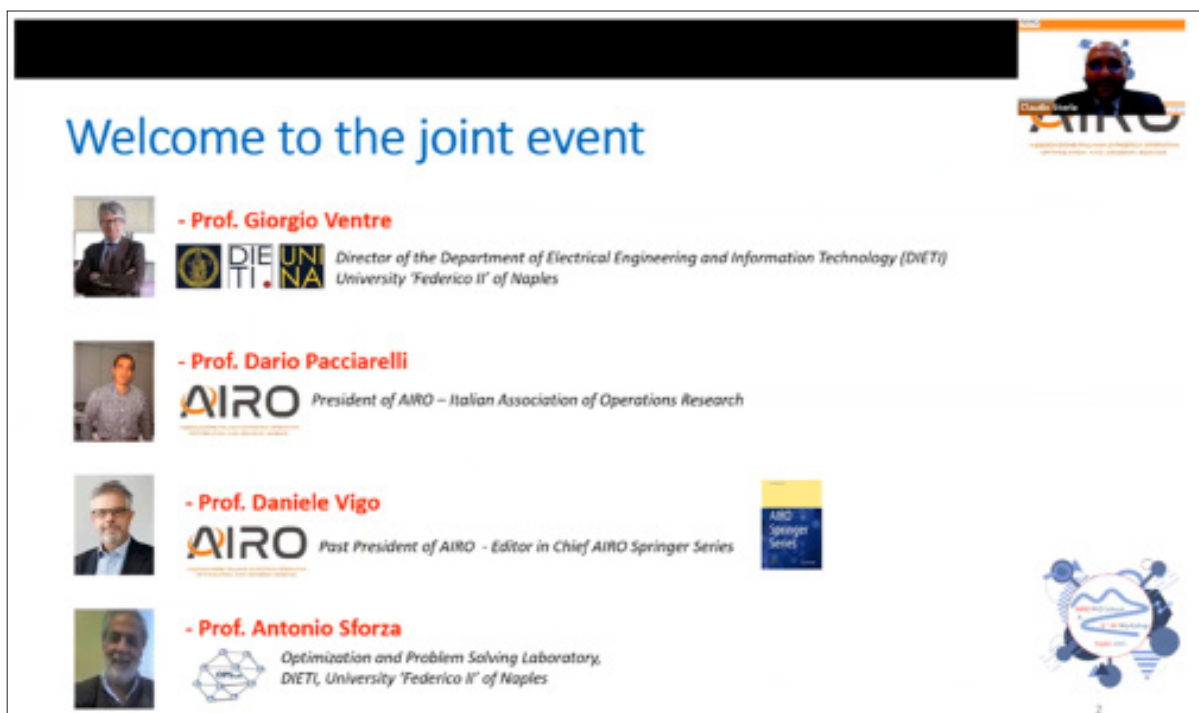 Welcome to the joint event
- Prof. Giorgio Ventre
DIE
TI.
UNI
NA
Director of the Department of Electrical Engineering and Information Technology (DIETI)
University 'Federico II' of Naples
- Prof. Dario Pacciarelli
AIRO
President of AIRO – Italian Association of Operations Research
- Prof. Daniele Vigo
AIRO
Past President of AIRO - Editor in Chief AIRO Springer Series
AIRO
Springer
Series
- Prof. Antonio Sforza
Optimization and Problem Solving Laboratory,
DIETI, University 'Federico II' of Naples
AIRO
2